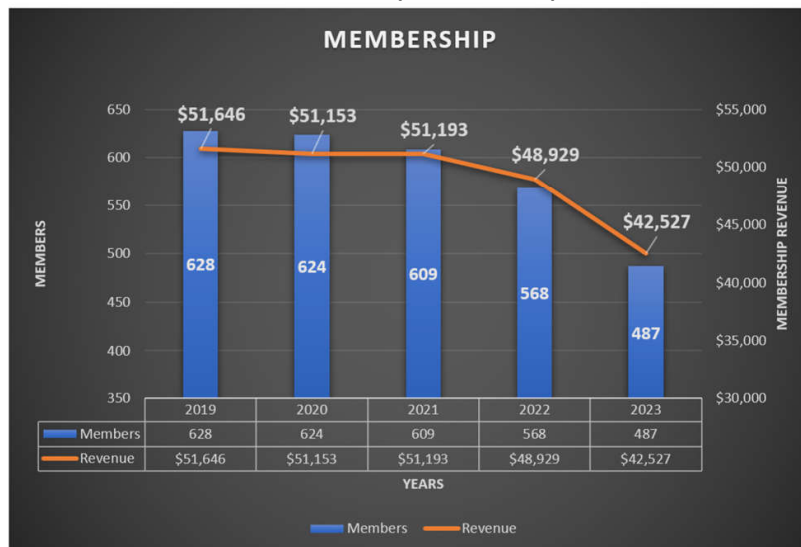 MEMBERSHIP
650
600
550
500
450
400
350
MEMBERS
$55,000
$50,000
$45,000
$40,000
$35,000
$30,000
MEMBERSHIP REVENUE
$51,646
$51,153
$51,193
$48,929
$42,527
628
624
609
568
487
2019 2020 2021 2022 2023
Members 628 624 609 568 487
Revenue $51,646 $51,153 $51,193 $48,929 $42,527
YEARS
Members Revenue